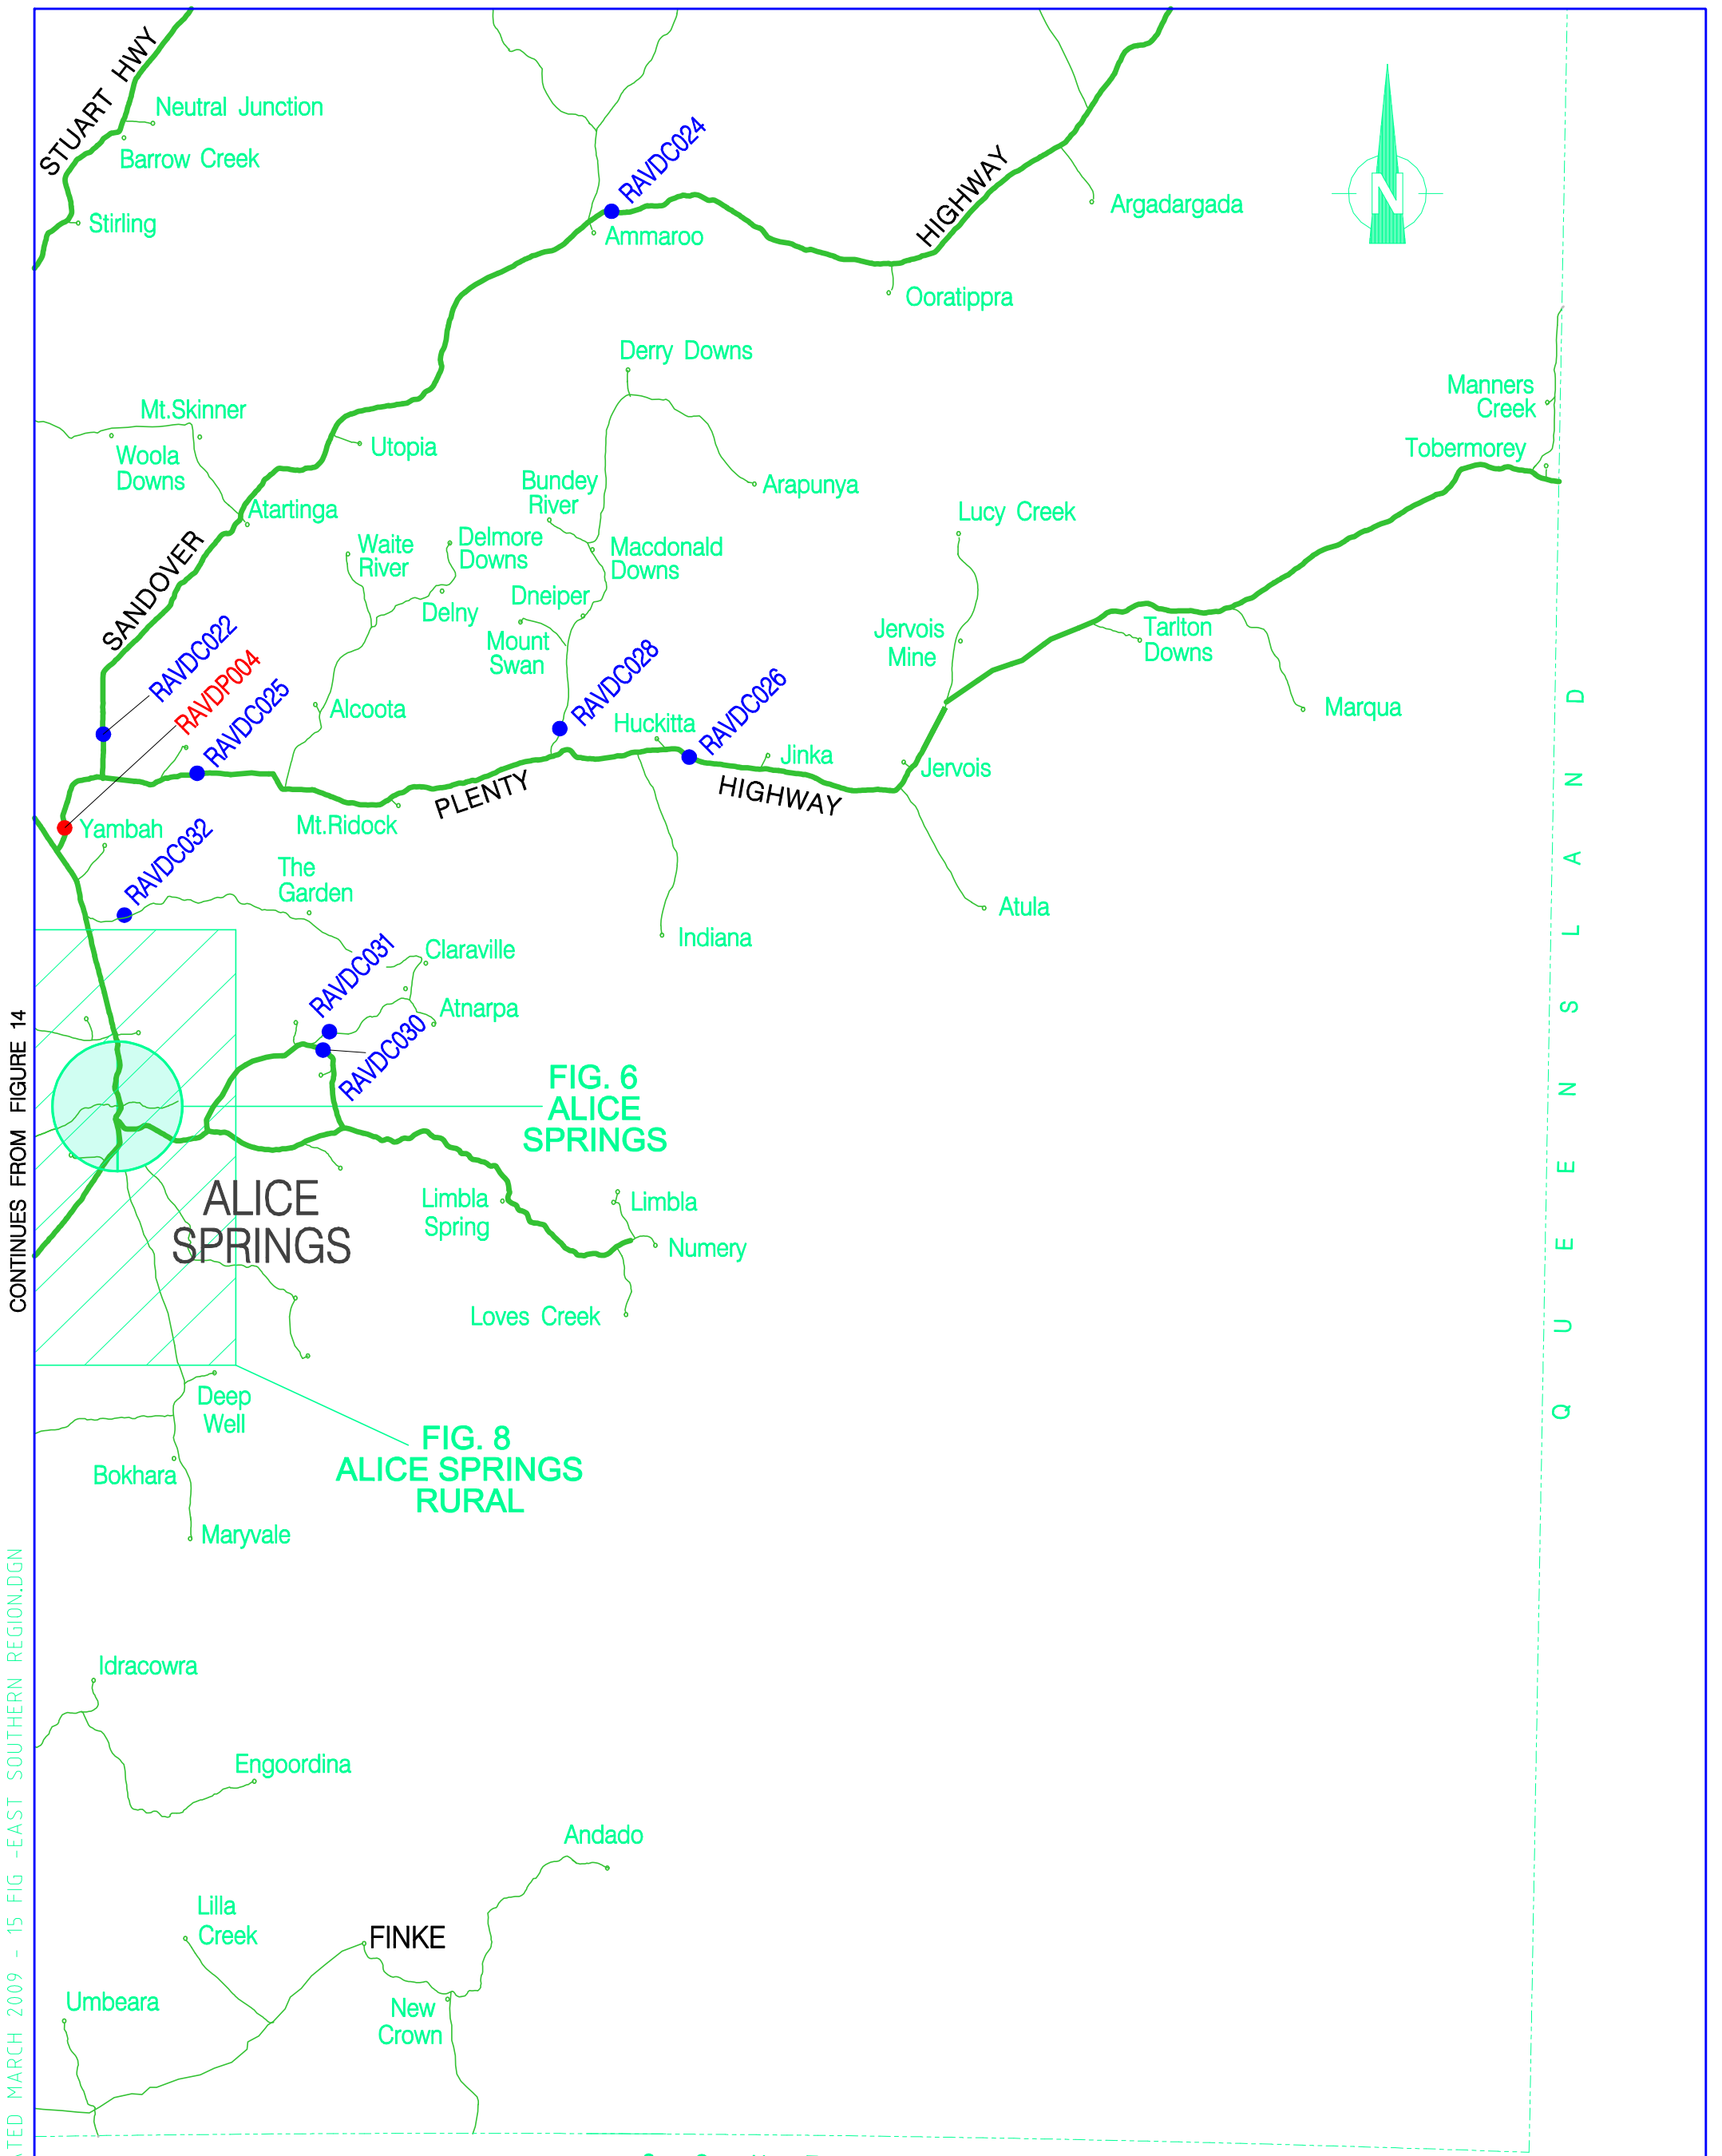 STUART HWY
Neutral Junction
Barrow Creek
Stirling
RAVDC024
Ammaroo
HIGHWAY
Argadargada
N
Ooratippra
Derry Downs
Manners
Creek
Tobermorey
Mt.Skinner
Woola
Downs
Utopia
Bundey
River
Arapunya
Atartinga
Lucy Creek
SANDOVER
Waite
River
Delmore
Downs
Macdonald
Downs
Delny
Dneiper
Mount
Swan
Jervois
Mine
Tarlton
Downs
RAVDC022
RAVDP004
RAVDC025
Alcoota
RAVDC028
Huckitta
RAVDC026
Marqua
Jinka
Jervois
PLENTY
HIGHWAY
Mt.Ridock
Yambah
RAVDC032
The
Garden
Atula
Indiana
RAVDC031
Claraville
Atnarpa
RAVDC030
QUEENSLAND
CONTINUES FROM FIGURE 14
FIG. 6
ALICE
SPRINGS
ALICE
SPRINGS
Limbla
Spring
Limbla
Numery
Loves Creek
Deep
Well
FIG. 8
ALICE SPRINGS
RURAL
Bokhara
Maryvale
Idracowra
Engoordina
Andado
Lilla
Creek
FINKE
Umbeara
New
Crown
MARCH 2009 - 15 FIG -EAST SOUTHERN REGION.DGN